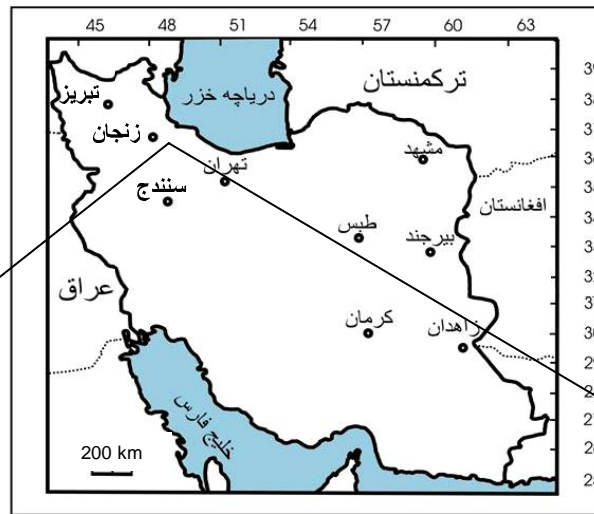 45 48 51 54 57 60 63
ترکمنستان
دریاچه خزر
تبریز
زنجان
مشهد
تهران
سنندج
افغانستان
طبس
بیرجند
عراق
کرمان
زاهدان
خلیج فارس
200 km